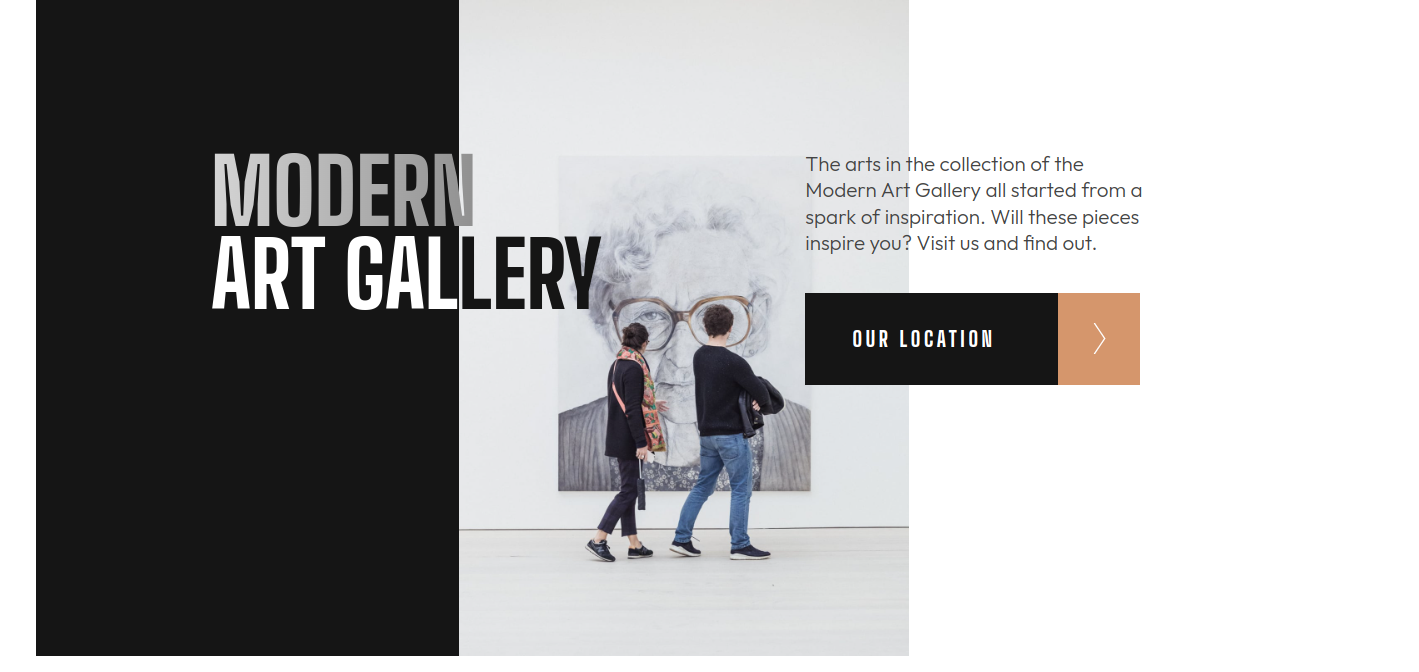 MODERN
ART GALLERY
The arts in the collection of the
Modern Art Gallery all started from a
spark of inspiration. Will these pieces
inspire you? Visit us and find out.
OUR LOCATION